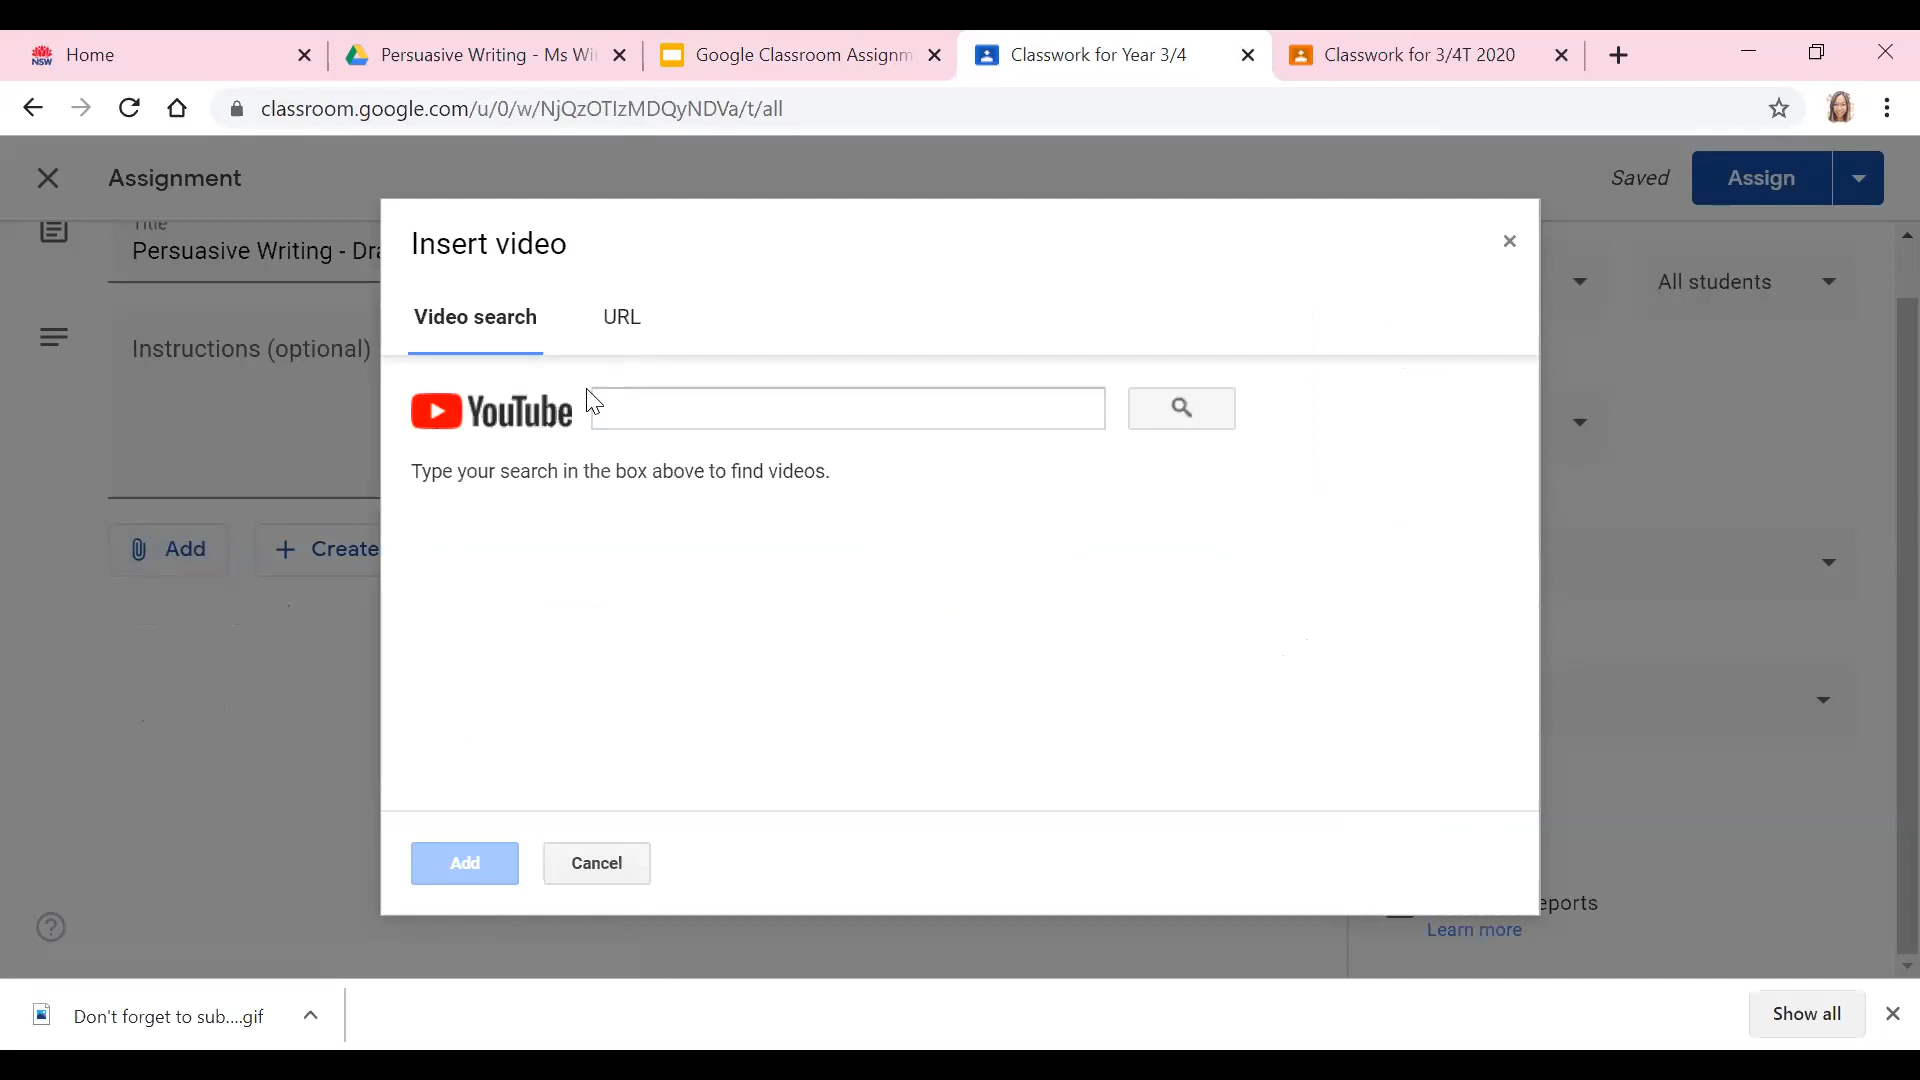 Home
Persuasive Writing - Ms Wi
Google Classroom Assignm
Classwork for Year 3/4
Classwork for 3/4T 2020
classroom.google.com/u/0/w/NjQzOTIzMDQyNDVa/t/all
Assignment
Saved
Assign
Title
Persuasive Writing - Dra
Instructions (optional)
All students
Insert video
Video search
URL
YouTube
Type your search in the box above to find videos.
Add
Create
Add
Cancel
eports
Learn more
Don't forget to sub....gif
Show all
NSW